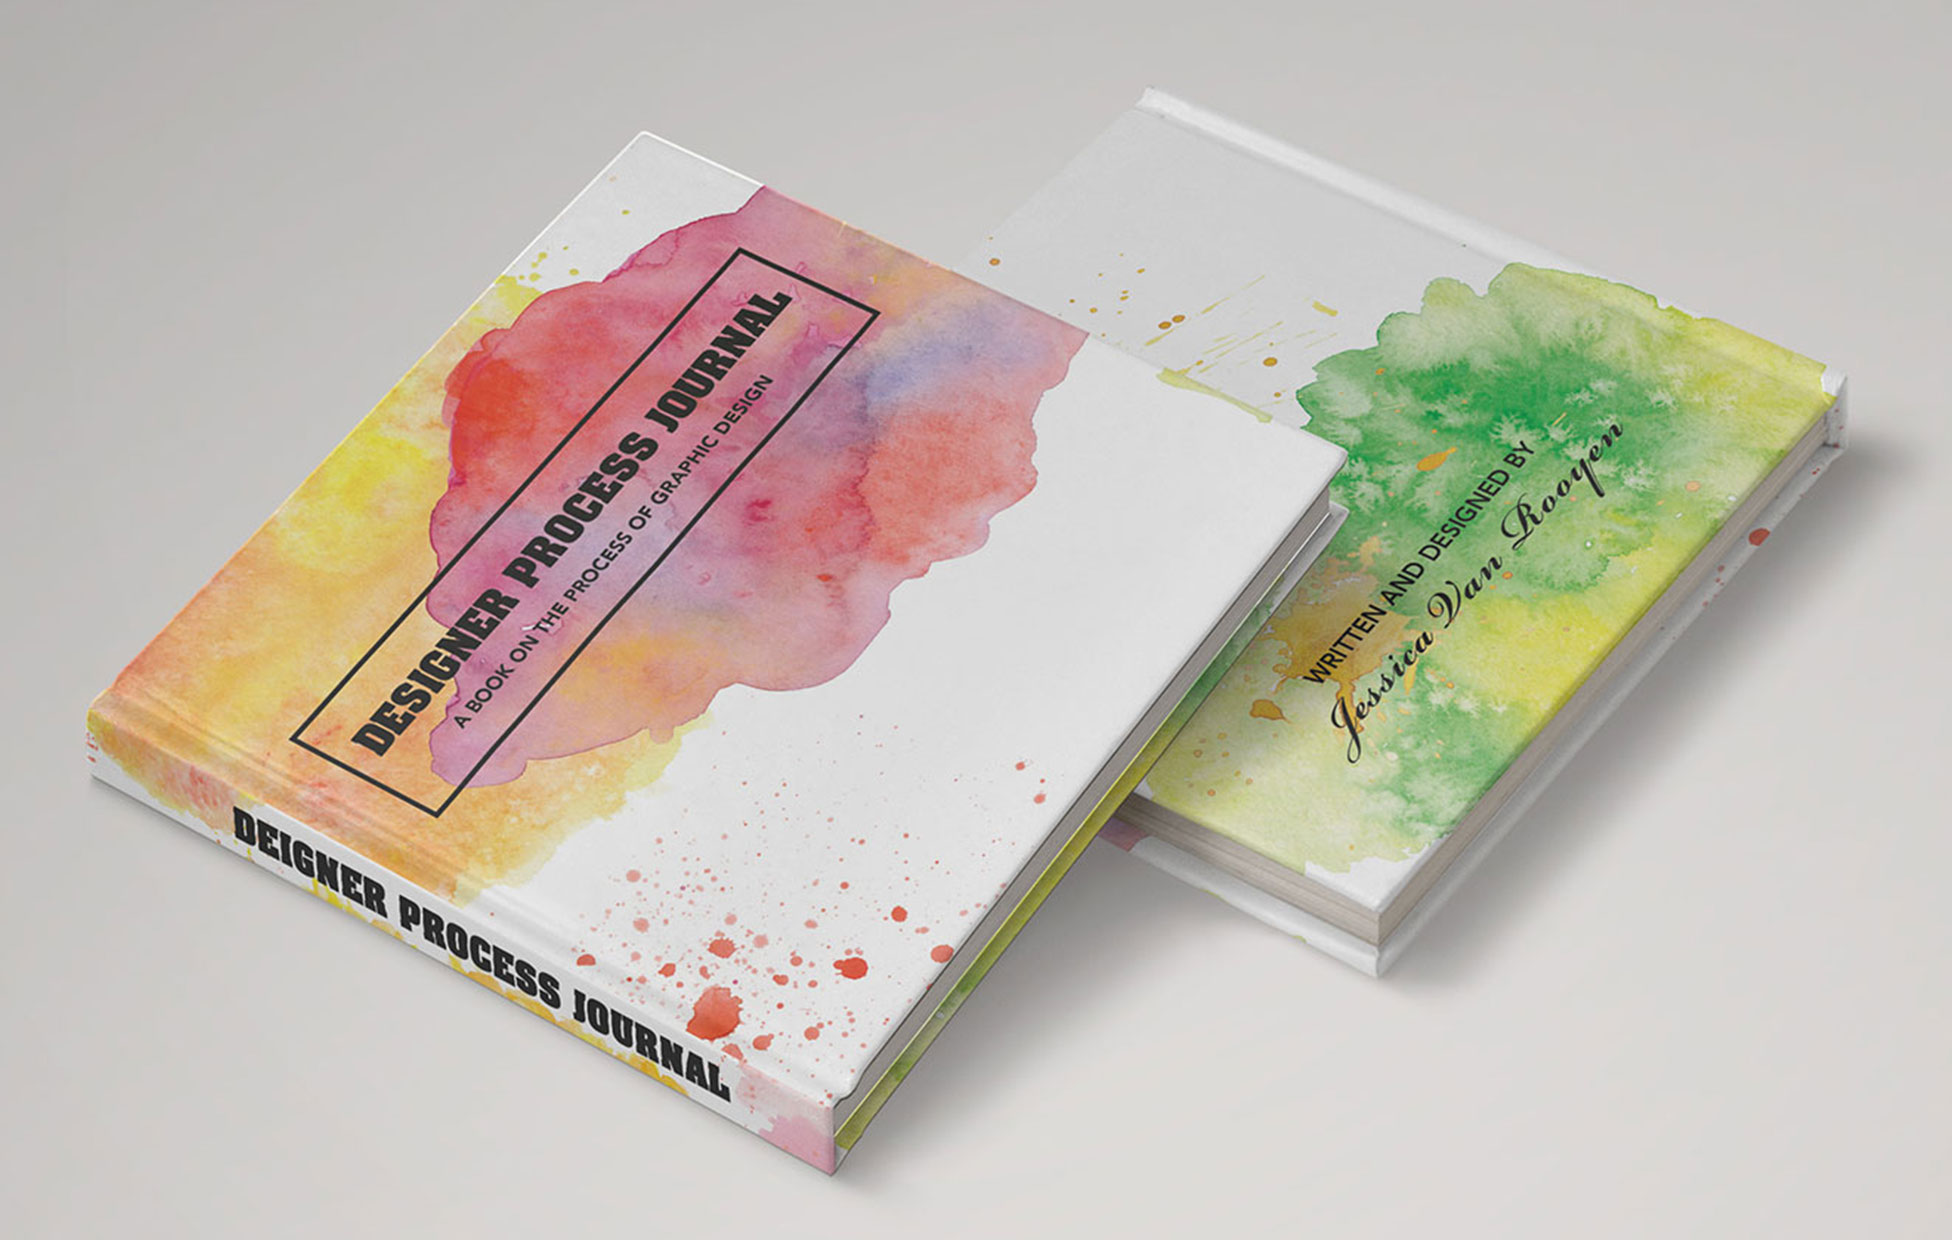 DESIGNER PROCESS JOURNAL
A BOOK ON THE PROCESS OF GRAPHIC DESIGN
DEIGNER PROCESS JOURNAL
WRITTEN AND DESIGNED BY
Jessica Van Rooyen